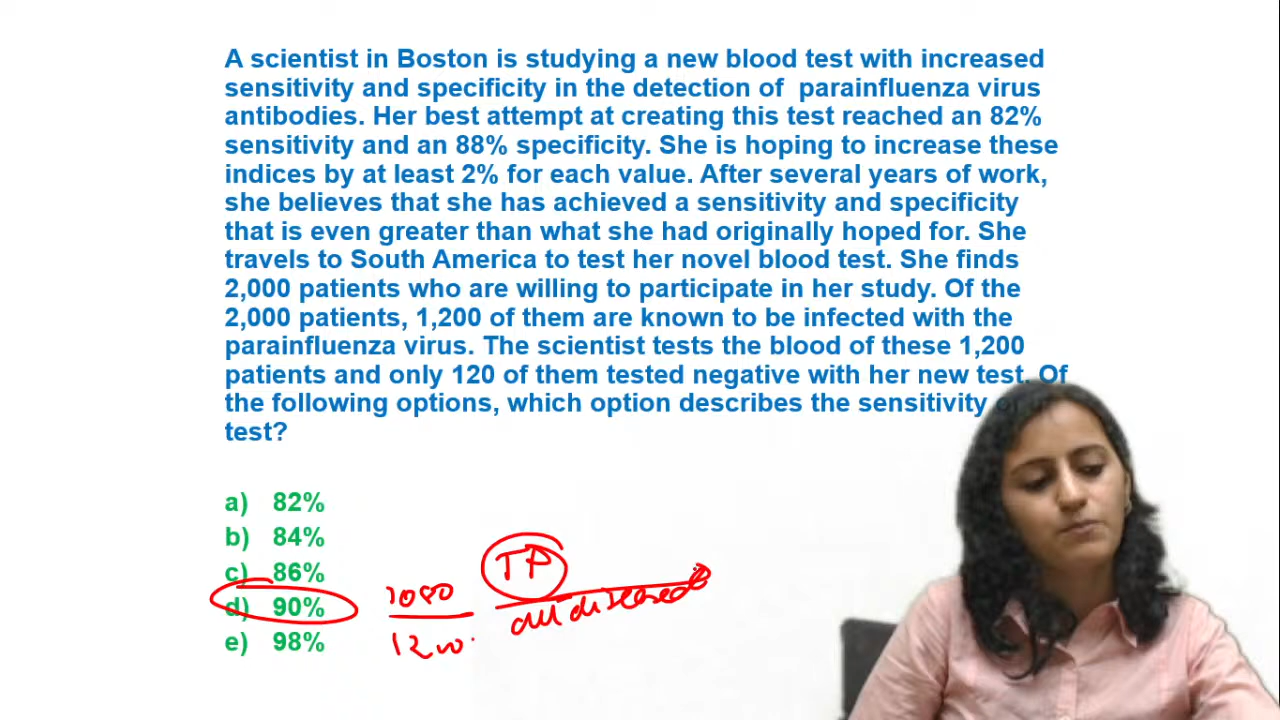 A scientist in Boston is studying a new blood test with increased
sensitivity and specificity in the detection of parainfluenza virus
antibodies. Her best attempt at creating this test reached an 82%
sensitivity and an 88% specificity. She is hoping to increase these
indices by at least 2% for each value. After several years of work,
she believes that she has achieved a sensitivity and specificity
that is even greater than what she had originally hoped for. She
travels to South America to test her novel blood test. She finds
2,000 patients who are willing to participate in her study. Of the
2,000 patients, 1,200 of them are known to be infected with the
parainfluenza virus. The scientist tests the blood of these 1,200
patients and only 120 of them tested negative with her new test. Of
the following options, which option describes the sensitivity of
test?
a) 82%
b) 84%
c) 86%
d) 90%
e) 98%
1080
1200
TP
all diseased